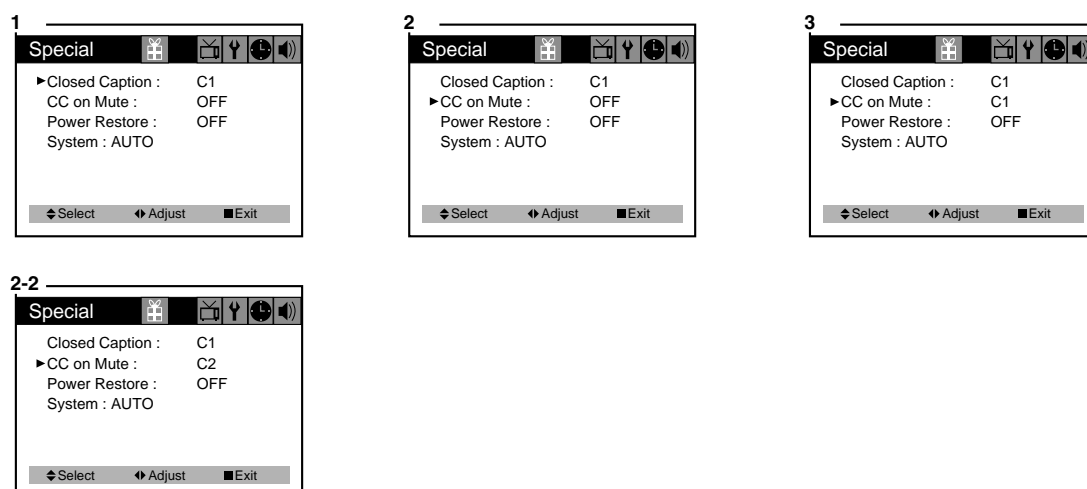 1
Special
►Closed Caption : C1
CC on Mute : OFF
Power Restore : OFF
System : AUTO
Select Adjust Exit
2
Special
Closed Caption : C1
►CC on Mute : OFF
Power Restore : OFF
System : AUTO
Select Adjust Exit
3
Special
Closed Caption : C1
►CC on Mute : C1
Power Restore : OFF
System : AUTO
Select Adjust Exit
2-2
Special
Closed Caption : C1
►CC on Mute : C2
Power Restore : OFF
System : AUTO
Select Adjust Exit